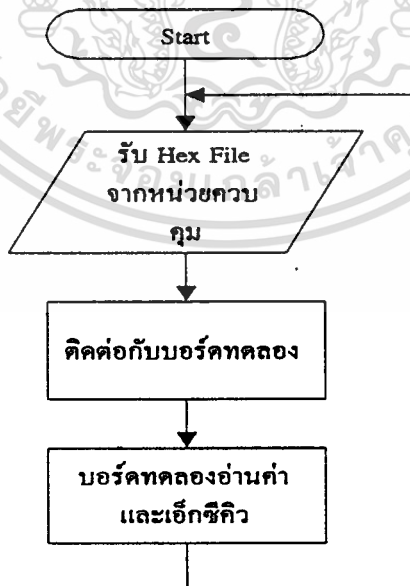 Start
รับ Hex File
จากหน่วยควบ
คุม
ติดต่อกับบอร์ดทดลอง
บอร์ดทดลองอ่านค่า
และเอ็กซีคิว